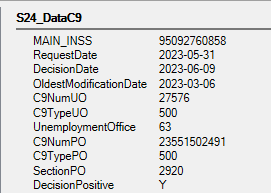 S24_DataC9
MAIN_INSS 95092760858
RequestDate 2023-05-31
DecisionDate 2023-06-09
OldestModificationDate 2023-03-06
C9NumUO 27576
C9TypeUO 500
UnemploymentOffice 63
C9NumPO 23551502491
C9TypePO 500
SectionPO 2920
DecisionPositive Y